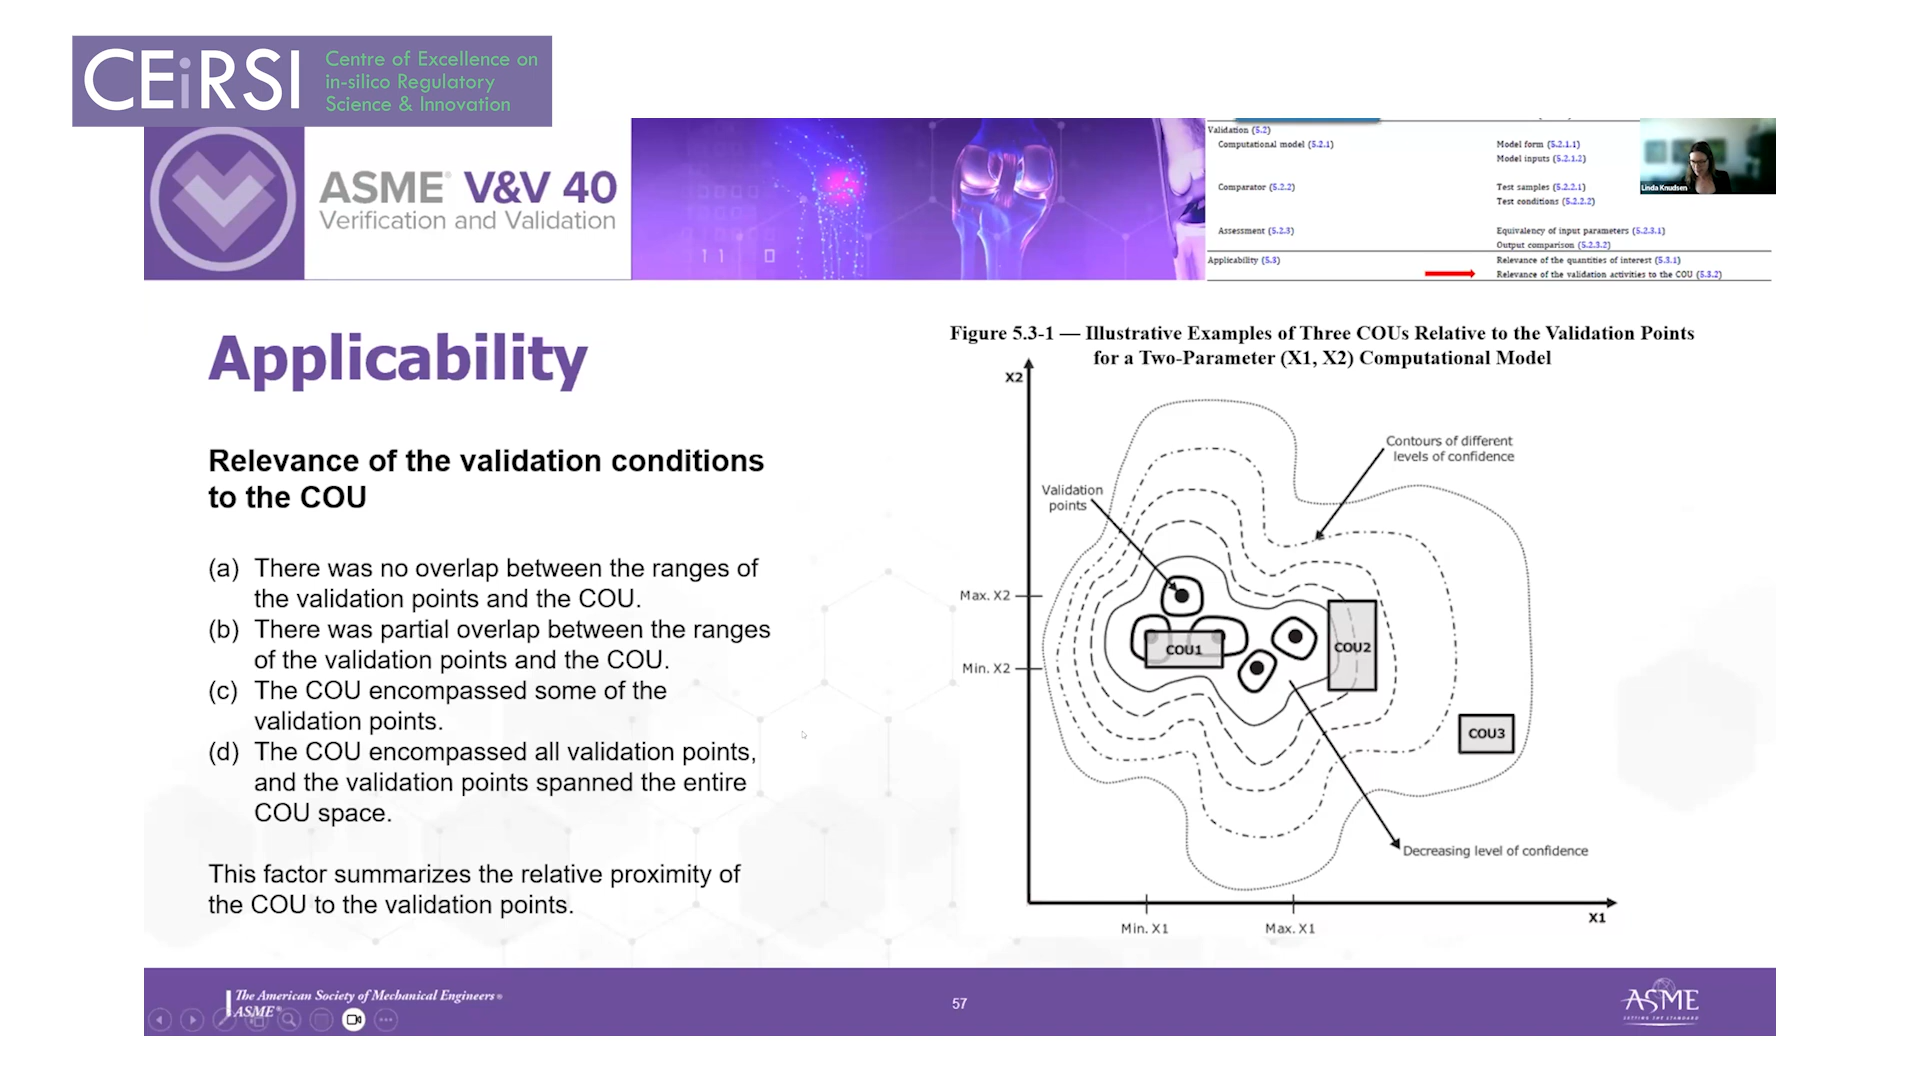 CEiRSI
Centre of Excellence on
in-silico Regulatory
Science & Innovation
ASME® V&V 40
Verification and Validation
Validation (5.2)
Computational model (5.2.1)
Model form (5.2.1.1)
Model inputs (5.2.1.2)
Comparator (5.2.2)
Test samples (5.2.2.1)
Test conditions (5.2.2.2)
Assessment (5.2.3)
Equivalency of input parameters (5.2.3.1)
Output comparison (5.2.3.2)
Applicability (5.3)
Relevance of the quantities of interest (5.3.1)
Relevance of the validation activities to the COU (5.3.2)
Linda Knudsen
Applicability
Relevance of the validation conditions
to the COU
(a) There was no overlap between the ranges of
the validation points and the COU.
(b) There was partial overlap between the ranges
of the validation points and the COU.
(c) The COU encompassed some of the
validation points.
(d) The COU encompassed all validation points,
and the validation points spanned the entire
COU space.
This factor summarizes the relative proximity of
the COU to the validation points.
Figure 5.3-1 — Illustrative Examples of Three COUs Relative to the Validation Points
for a Two-Parameter (X1, X2) Computational Model
X2
Contours of different
levels of confidence
Validation
points
Max. X2
Min. X2
COU1
COU2
COU3
Decreasing level of confidence
X1
Min. X1
Max. X1
The American Society of Mechanical Engineers®
ASME®
57
ASME
SETTING THE STANDARD